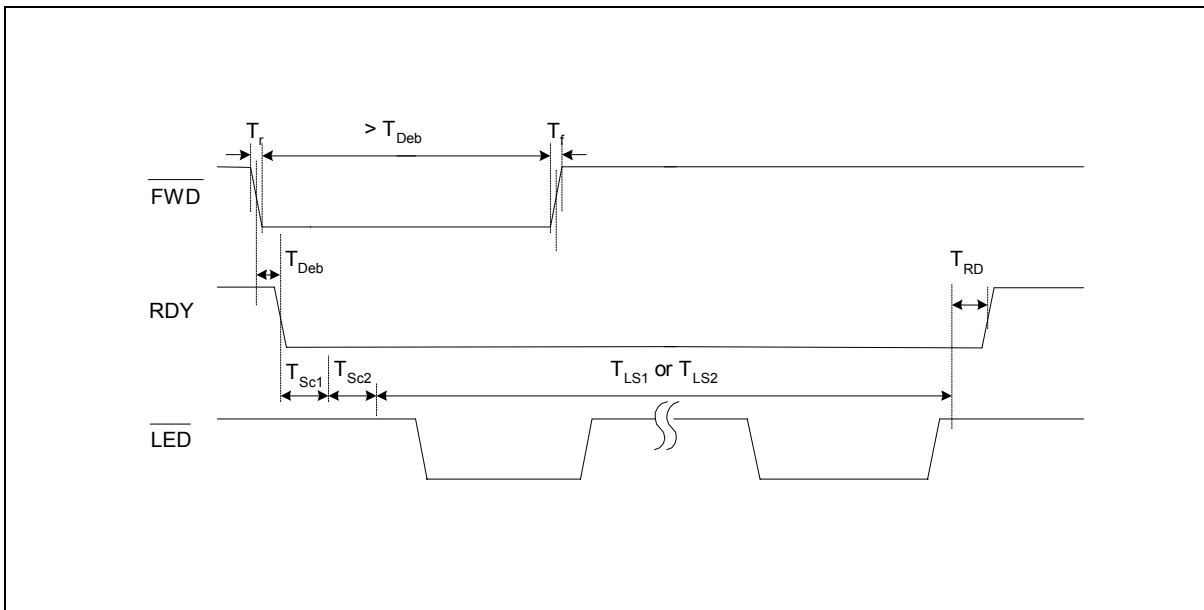 Tr
> TDeb
Tf
FWD
TDeb
TRD
RDY
TSc1
TSc2
TLS1 or TLS2
LED